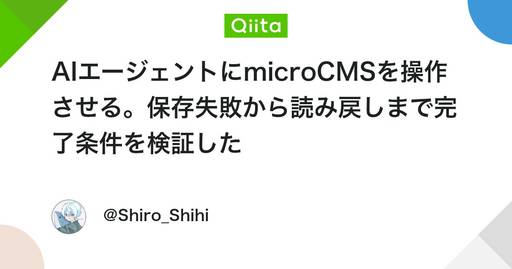 Qiita
AIエージェントにmicroCMSを操作
させる。保存失敗から読み戻しまで完
了条件を検証した
@Shiro_Shihi